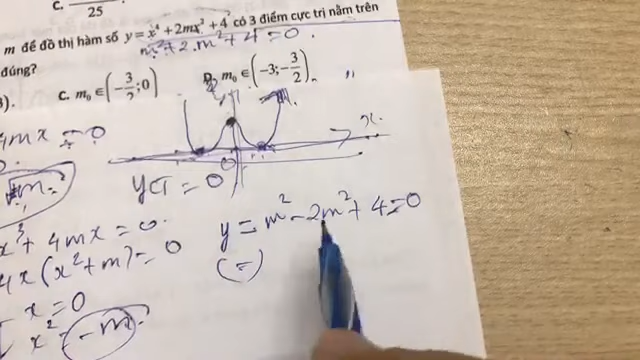 C. 25
m để đồ thị hàm số y = x⁴ + 2mx² + 4 có 3 điểm cực trị nằm trên
m² + 2.m² + 4 = 0.
đúng?
C. m₀ ∈ (-3/2; 0)
D. m₀ ∈ (-3; -3/2).
4mx = 0
x.
O
yCT = 0
x³ + 4mx = 0
y = m² - 2m² + 4 = 0
4x(x² + m) = 0
(=)
x = 0
x² = -m